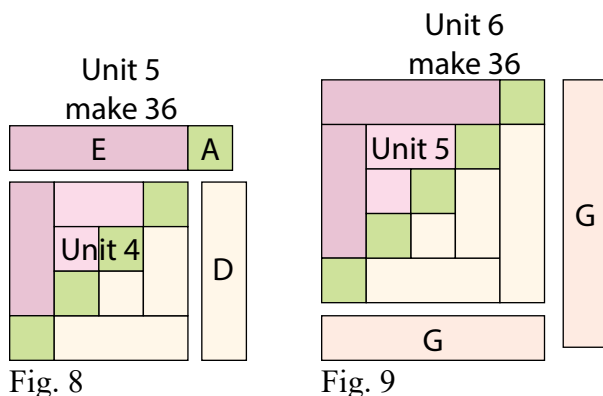 Unit 5
make 36
E
A
Unit 4
D
Fig. 8
Unit 6
make 36
Unit 5
G
G
Fig. 9